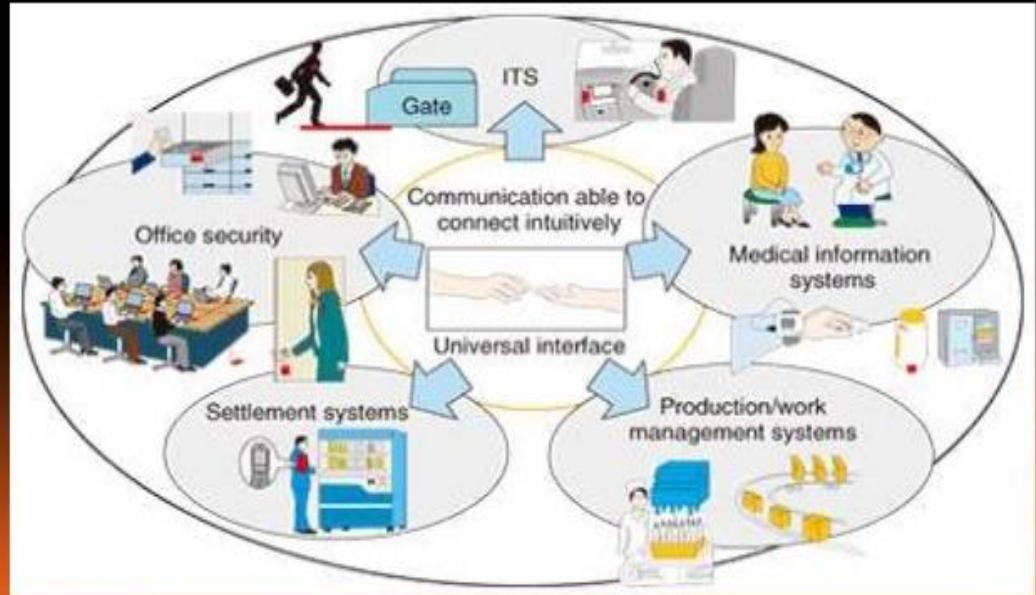 ITS
Gate
Communication able to
connect intuitively
Office security
Medical information
systems
Universal interface
Settlement systems
Production/work
management systems